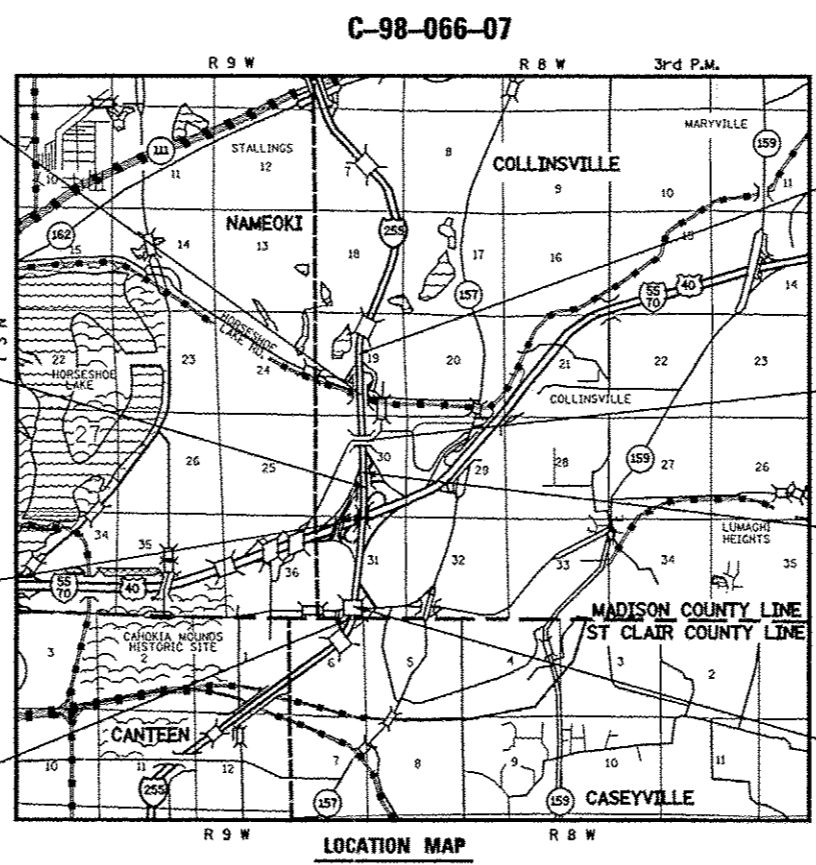 C–98–066–07
R 9 W
R 8 W
3rd P.M.
MARYVILLE
159
111
STALLINGS
10
11
12
7
8
COLLINSVILLE
9
10
11
NAMEOKI
162
15
14
13
18
255
17
16
15
157
55
70
40
14
HORSESHOE
LAKE RD.
22
HORSESHOE
LAKE
23
24
19
20
21
22
23
COLLINSVILLE
27
26
25
30
29
28
159
27
26
34
35
36
31
32
33
34
LUMAGHI
HEIGHTS
35
55
70
40
MADISON COUNTY LINE
ST CLAIR COUNTY LINE
CAHOKIA MOUNDS
HISTORIC SITE
3
2
1
6
5
4
3
2
CANTEEN
10
11
12
7
8
9
10
11
255
157
159
CASEYVILLE
R 9 W
R 8 W
LOCATION MAP